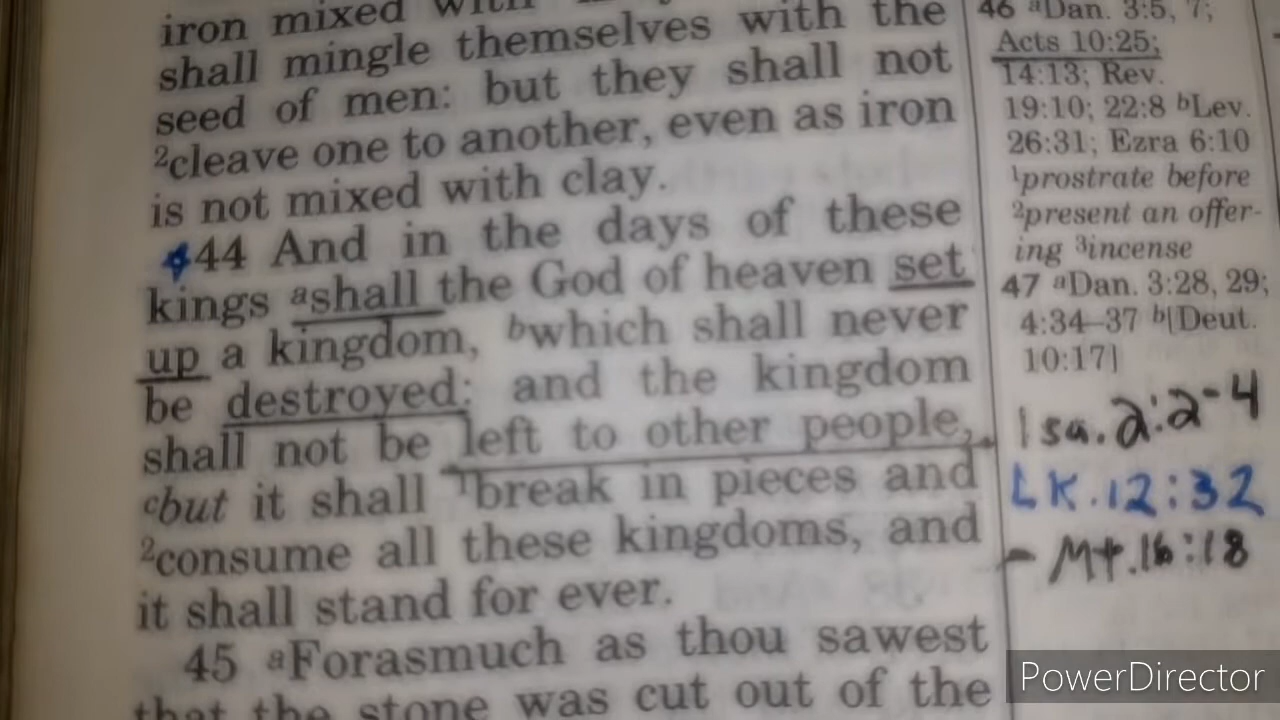 iron mixed with
shall mingle themselves with the
seed of men: but they shall not
²cleave one to another, even as iron
is not mixed with clay.
44 And in the days of these
kings ᵃshall the God of heaven set
up a kingdom, ᵇwhich shall never
be destroyed: and the kingdom
shall not be left to other people,
ᶜbut it shall ¹break in pieces and
²consume all these kingdoms, and
it shall stand for ever.
45 ᵃForasmuch as thou sawest
that the stone was cut out of the
46 ᵃDan. 3:5, 7;
Acts 10:25;
14:13; Rev.
19:10; 22:8 ᵇLev.
26:31; Ezra 6:10
¹prostrate before
²present an offer-
ing ³incense
47 ᵃDan. 3:28, 29;
4:34–37 ᵇ[Deut.
10:17]
Isa. 2:2-4
LK. 12:32
- Mt. 16:18
PowerDirector